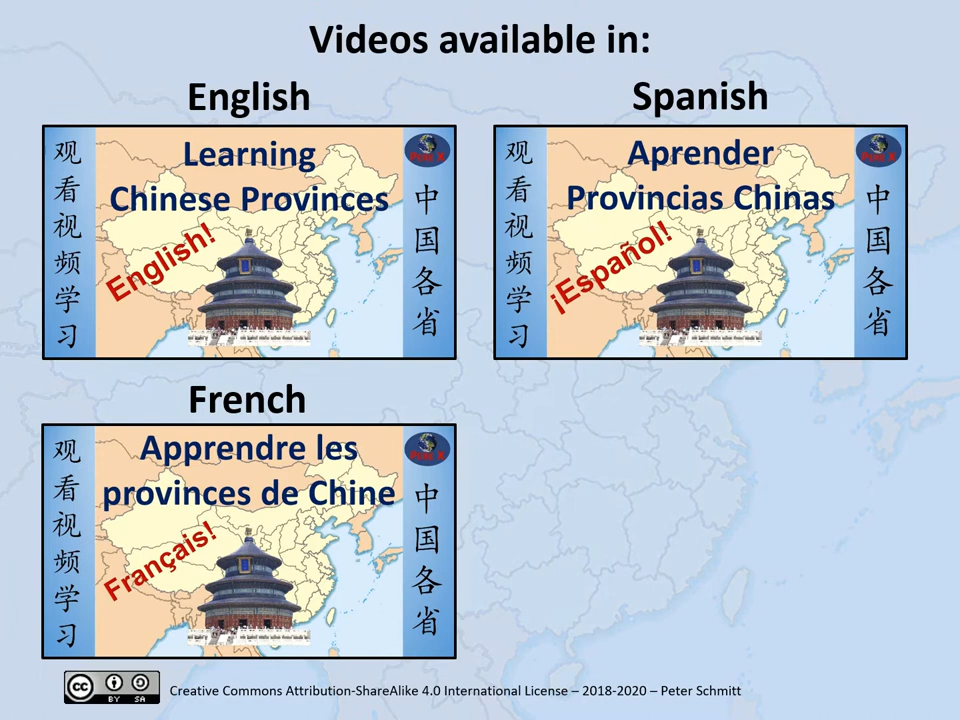 Videos available in:
English
Spanish
观看视频学习
Learning
Chinese Provinces
English!
中国各省
观看视频学习
Aprender
Provincias Chinas
¡Español!
中国各省
French
观看视频学习
Apprendre les
provinces de Chine
Français!
中国各省
cc BY SA
Creative Commons Attribution-ShareAlike 4.0 International License – 2018-2020 – Peter Schmitt